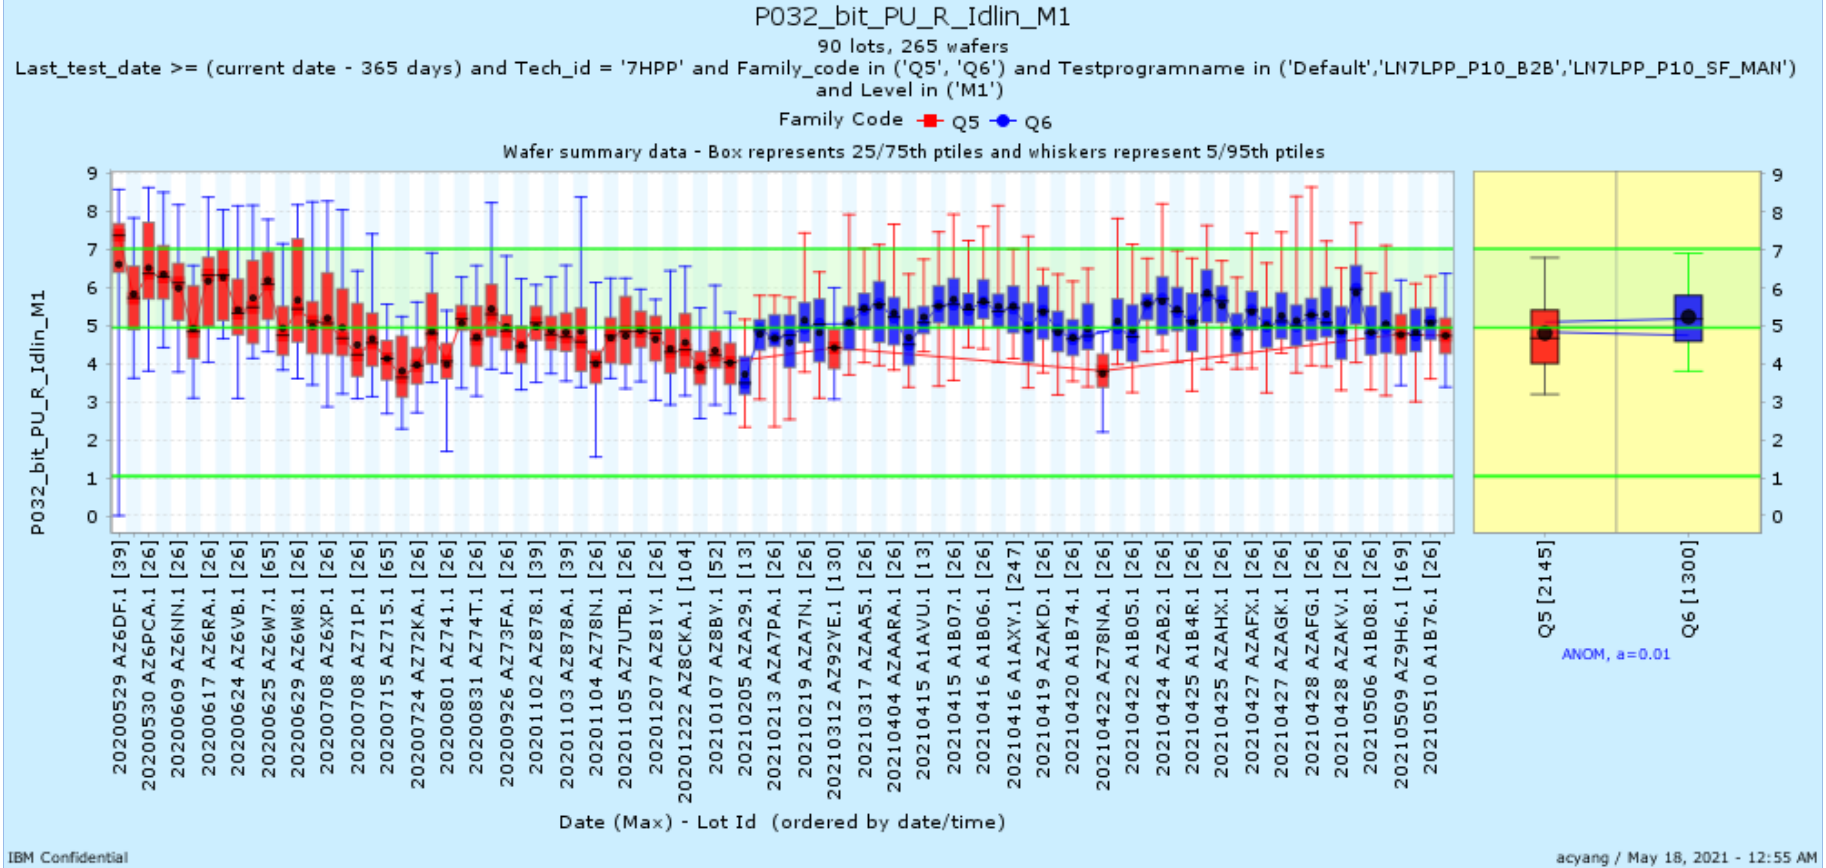 P032_bit_PU_R_Idlin_M1
90 lots, 265 wafers
Last_test_date >= (current date - 365 days) and Tech_id = '7HPP' and Family_code in ('Q5', 'Q6') and Testprogramname in ('Default','LN7LPP_P10_B2B','LN7LPP_P10_SF_MAN')
and Level in ('M1')
Family Code Q5 Q6
Wafer summary data - Box represents 25/75th ptiles and whiskers represent 5/95th ptiles
P032_bit_PU_R_Idlin_M1
9
8
7
6
5
4
3
2
1
0
9
8
7
6
5
4
3
2
1
0
20200529 AZ6DF.1 [39]
20200530 AZ6PCA.1 [26]
20200609 AZ6NN.1 [26]
20200617 AZ6RA.1 [26]
20200624 AZ6VB.1 [26]
20200625 AZ6W7.1 [65]
20200629 AZ6W8.1 [26]
20200708 AZ6XP.1 [26]
20200708 AZ71P.1 [26]
20200715 AZ715.1 [65]
20200724 AZ72KA.1 [26]
20200801 AZ741.1 [26]
20200831 AZ74T.1 [26]
20200926 AZ73FA.1 [26]
20201102 AZ878.1 [39]
20201103 AZ878A.1 [39]
20201104 AZ78N.1 [26]
20201105 AZ7UTB.1 [26]
20201207 AZ81Y.1 [26]
20201222 AZ8CKA.1 [104]
20210107 AZ8BY.1 [52]
20210205 A2A29.1 [13]
20210213 A2A7PA.1 [26]
20210219 A2A7N.1 [26]
20210312 AZ92YE.1 [130]
20210317 A2AAA5.1 [26]
20210404 A2AARA.1 [26]
20210415 A1AVU.1 [13]
20210415 A1B07.1 [26]
20210416 A1B06.1 [26]
20210416 A1AXY.1 [247]
20210419 A2AKD.1 [26]
20210420 A1B74.1 [26]
20210422 AZ78NA.1 [26]
20210422 A1B05.1 [26]
20210424 A2AB2.1 [26]
20210425 A1B4R.1 [26]
20210425 A2AHX.1 [26]
20210427 A2AFX.1 [26]
20210427 A2AGK.1 [26]
20210428 A2AFG.1 [26]
20210428 A2AKV.1 [26]
20210506 A1B08.1 [26]
20210509 AZ9H6.1 [169]
20210510 A1B76.1 [26]
Q5 [2145]
Q6 [1300]
ANOM, a=0.01
Date (Max) - Lot Id (ordered by date/time)
IBM Confidential
acyang / May 18, 2021 - 12:55 AM